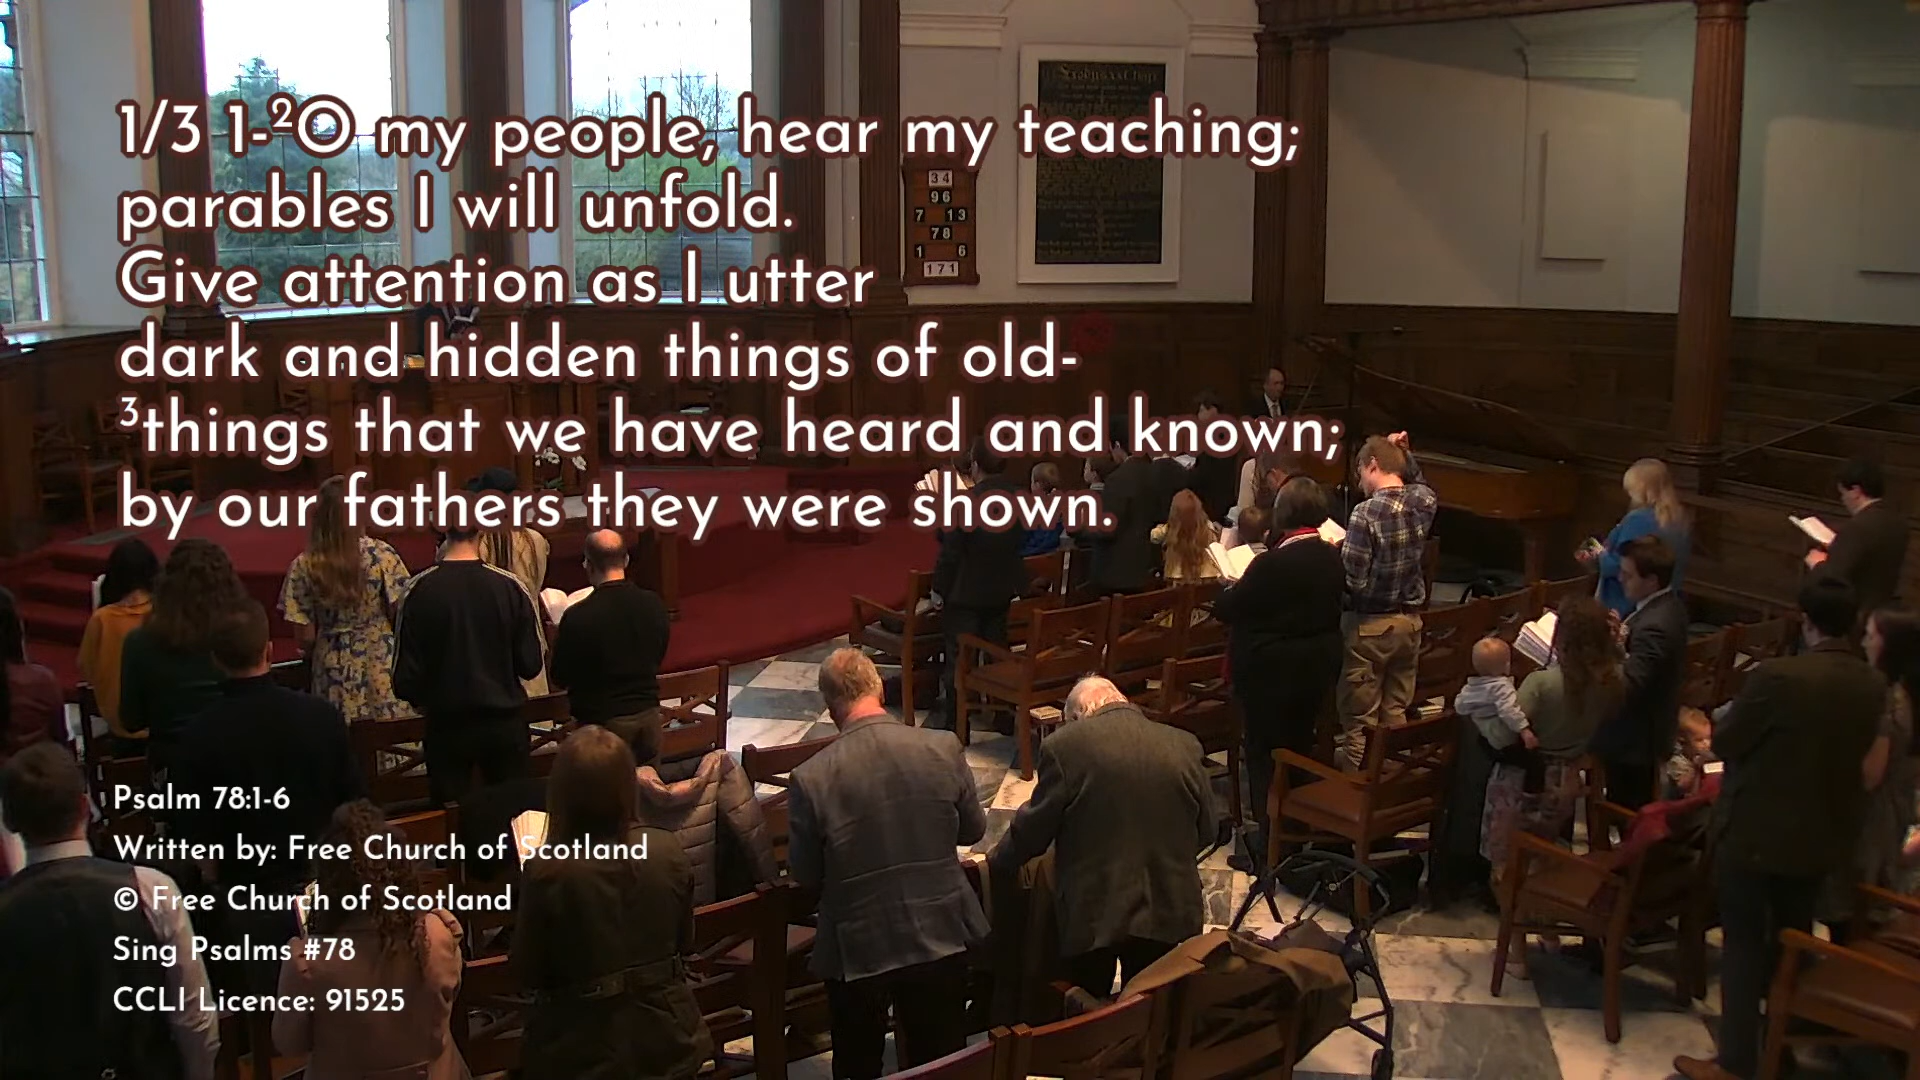 1/3 1-²O my people, hear my teaching;
parables I will unfold.
Give attention as I utter
dark and hidden things of old-
³things that we have heard and known;
by our fathers they were shown.
34
96
7 13
78
1 6
171
Psalm 78:1-6
Written by: Free Church of Scotland
© Free Church of Scotland
Sing Psalms #78
CCLI Licence: 91525